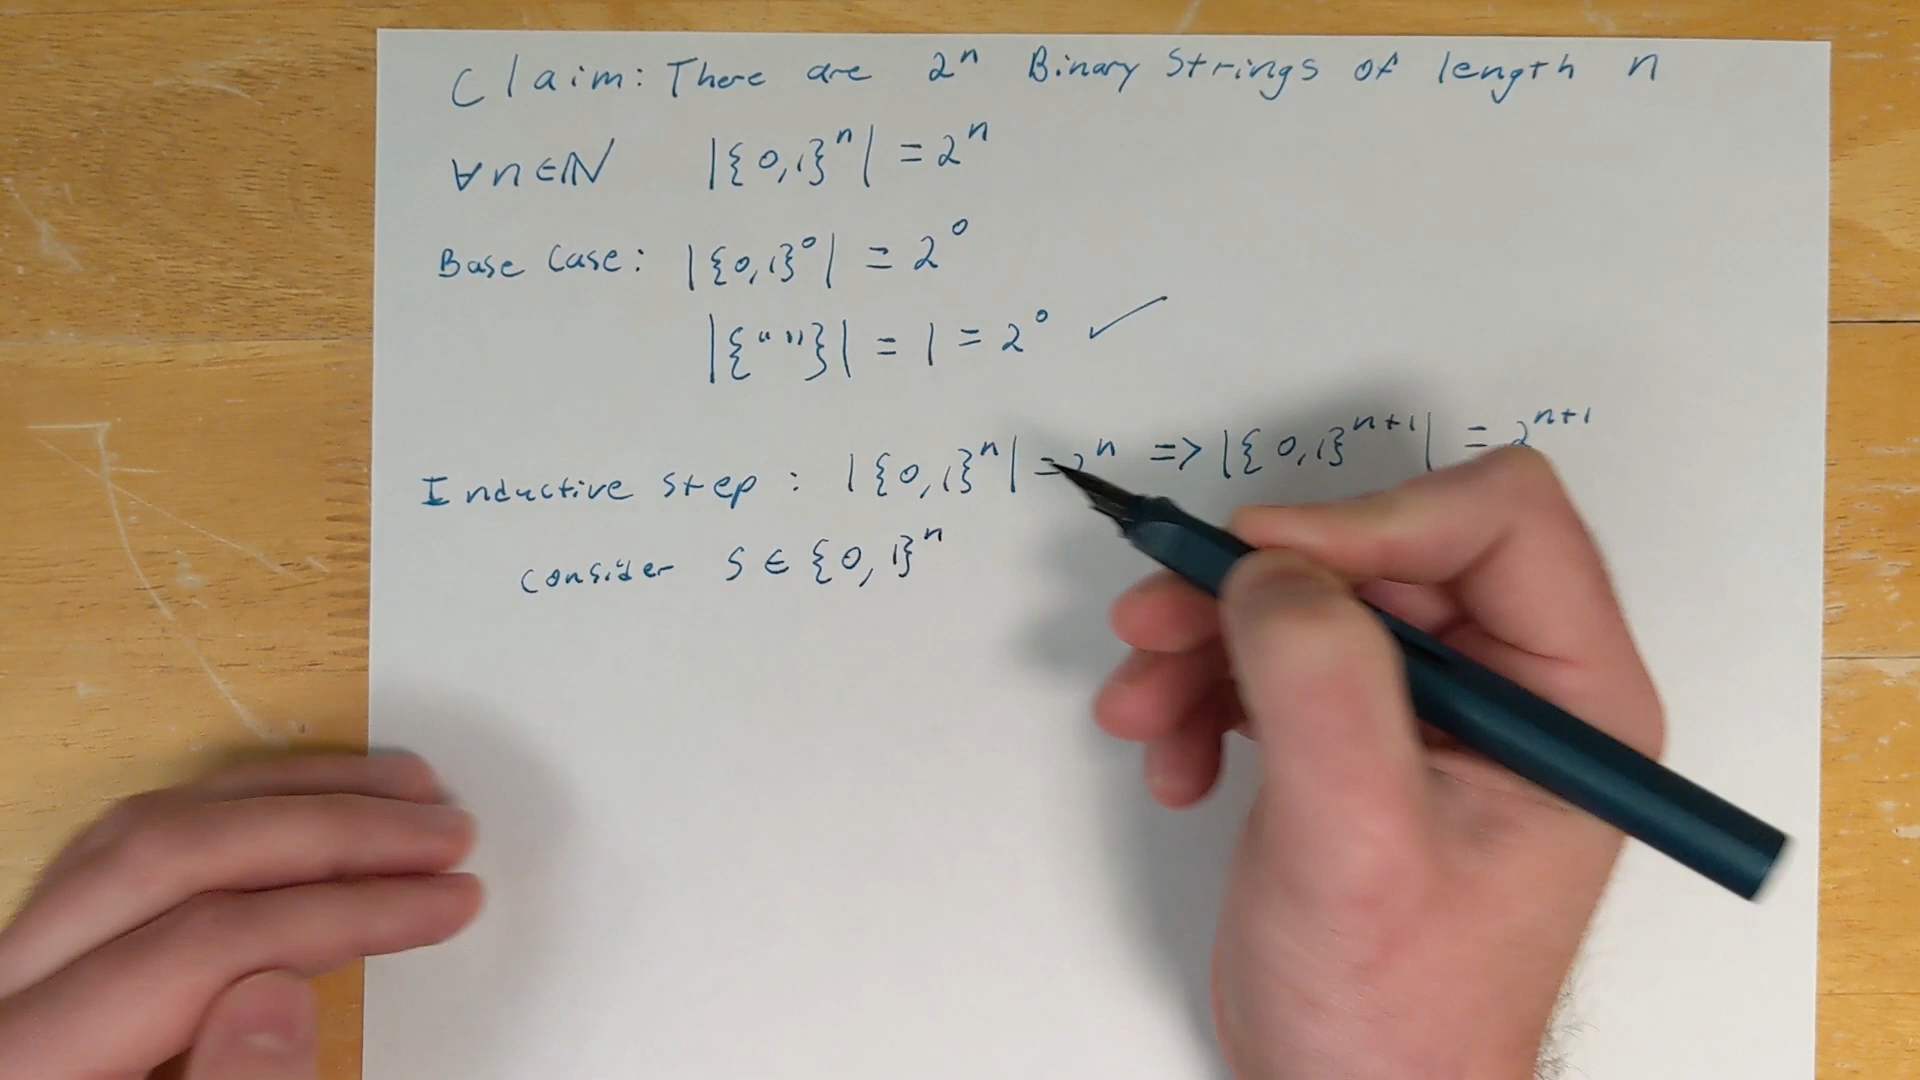 Claim: There are 2^n Binary Strings of length n
∀n∈ℕ |{0,1}^n| = 2^n
Base Case: |{0,1}^0| = 2^0
|{“ ”}| = 1 = 2^0 ✓
Inductive step: |{0,1}^n| = 2^n => |{0,1}^n+1| = 2^n+1
consider S ∈ {0,1}^n